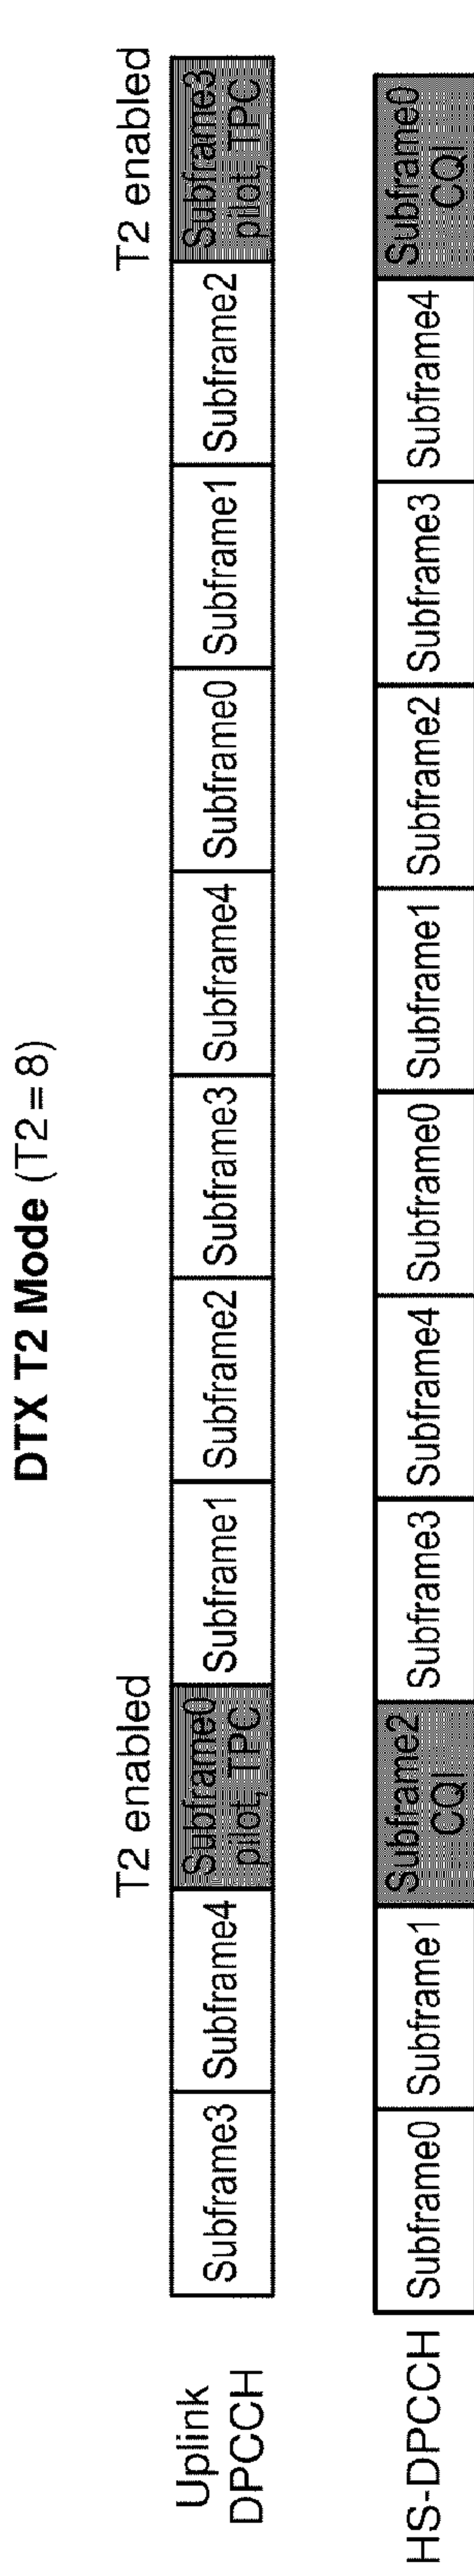 DTX T2 Mode (T2 = 8)
T2 enabled
T2 enabled
Uplink
DPCCH
Subframe3
Subframe4
Subframe0
pilot, TPC
Subframe1
Subframe2
Subframe3
Subframe4
Subframe0
Subframe1
Subframe2
Subframe3
pilot, TPC
HS-DPCCH
Subframe0
Subframe1
Subframe2
CQI
Subframe3
Subframe4
Subframe0
Subframe1
Subframe2
Subframe3
Subframe4
Subframe0
CQI